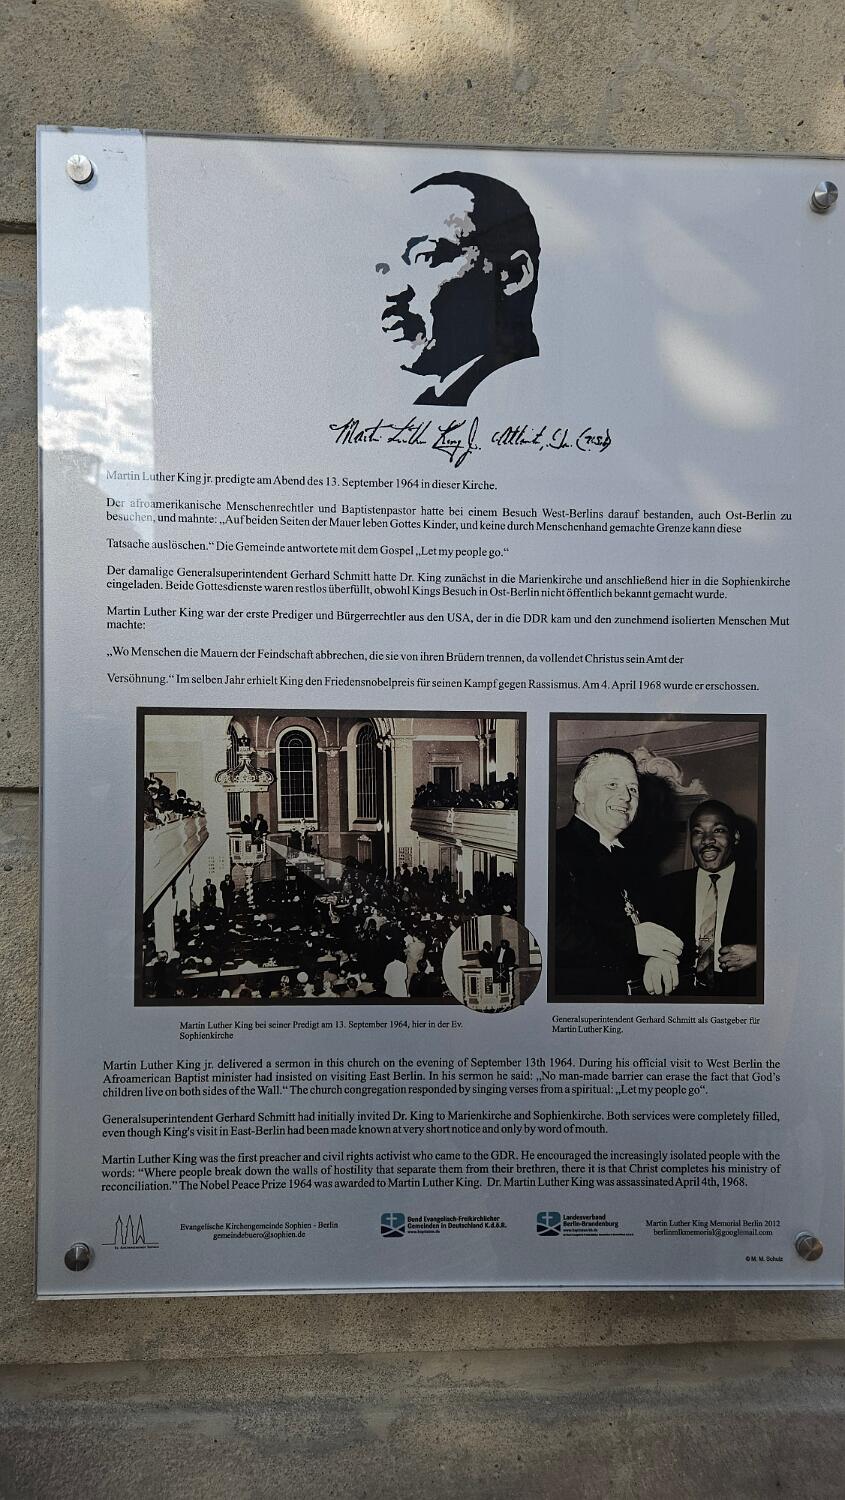 Martin Luther King Jr. Atlanta, Ga. (USA)
Martin Luther King jr. predigte am Abend des 13. September 1964 in dieser Kirche.
Der afroamerikanische Menschenrechtler und Baptistenpastor hatte bei einem Besuch West-Berlins darauf bestanden, auch Ost-Berlin zu
besuchen, und mahnte: „Auf beiden Seiten der Mauer leben Gottes Kinder, und keine durch Menschenhand gemachte Grenze kann diese
Tatsache auslöschen.“ Die Gemeinde antwortete mit dem Gospel „Let my people go.“
Der damalige Generalsuperintendent Gerhard Schmitt hatte Dr. King zunächst in die Marienkirche und anschließend hier in die Sophienkirche
eingeladen. Beide Gottesdienste waren restlos überfüllt, obwohl Kings Besuch in Ost-Berlin nicht öffentlich bekannt gemacht wurde.
Martin Luther King war der erste Prediger und Bürgerrechtler aus den USA, der in die DDR kam und den zunehmend isolierten Menschen Mut
machte:
„Wo Menschen die Mauern der Feindschaft abbrechen, die sie von ihren Brüdern trennen, da vollendet Christus sein Amt der
Versöhnung.“ Im selben Jahr erhielt King den Friedensnobelpreis für seinen Kampf gegen Rassismus. Am 4. April 1968 wurde er erschossen.
Martin Luther King bei seiner Predigt am 13. September 1964, hier in der Ev.
Sophienkirche
Generalsuperintendent Gerhard Schmitt als Gastgeber für
Martin Luther King.
Martin Luther King jr. delivered a sermon in this church on the evening of September 13th 1964. During his official visit to West Berlin the
Afroamerican Baptist minister had insisted on visiting East Berlin. In his sermon he said: „No man-made barrier can erase the fact that God's
children live on both sides of the Wall.“ The church congregation responded by singing verses from a spiritual: „Let my people go“.
Generalsuperintendent Gerhard Schmitt had initially invited Dr. King to Marienkirche and Sophienkirche. Both services were completely filled,
even though King's visit in East-Berlin had been made known at very short notice and only by word of mouth.
Martin Luther King was the first preacher and civil rights activist who came to the GDR. He encouraged the increasingly isolated people with the
words: “Where people break down the walls of hostility that separate them from their brethren, there it is that Christ completes his ministry of
reconciliation.” The Nobel Peace Prize 1964 was awarded to Martin Luther King. Dr. Martin Luther King was assassinated April 4th, 1968.
Evangelische Kirchengemeinde Sophien - Berlin
gemeindebuero@sophien.de
Bund Evangelisch-Freikirchlicher
Gemeinden in Deutschland K.d.ö.R.
www.baptisten.de
Landesverband
Berlin-Brandenburg
Martin Luther King Memorial Berlin 2012
berlinmlkmemorial@googlemail.com
© M. M. Schulz